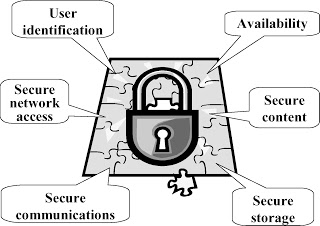 User
identification
Availability
Secure
network
access
Secure
content
Secure
communications
Secure
storage